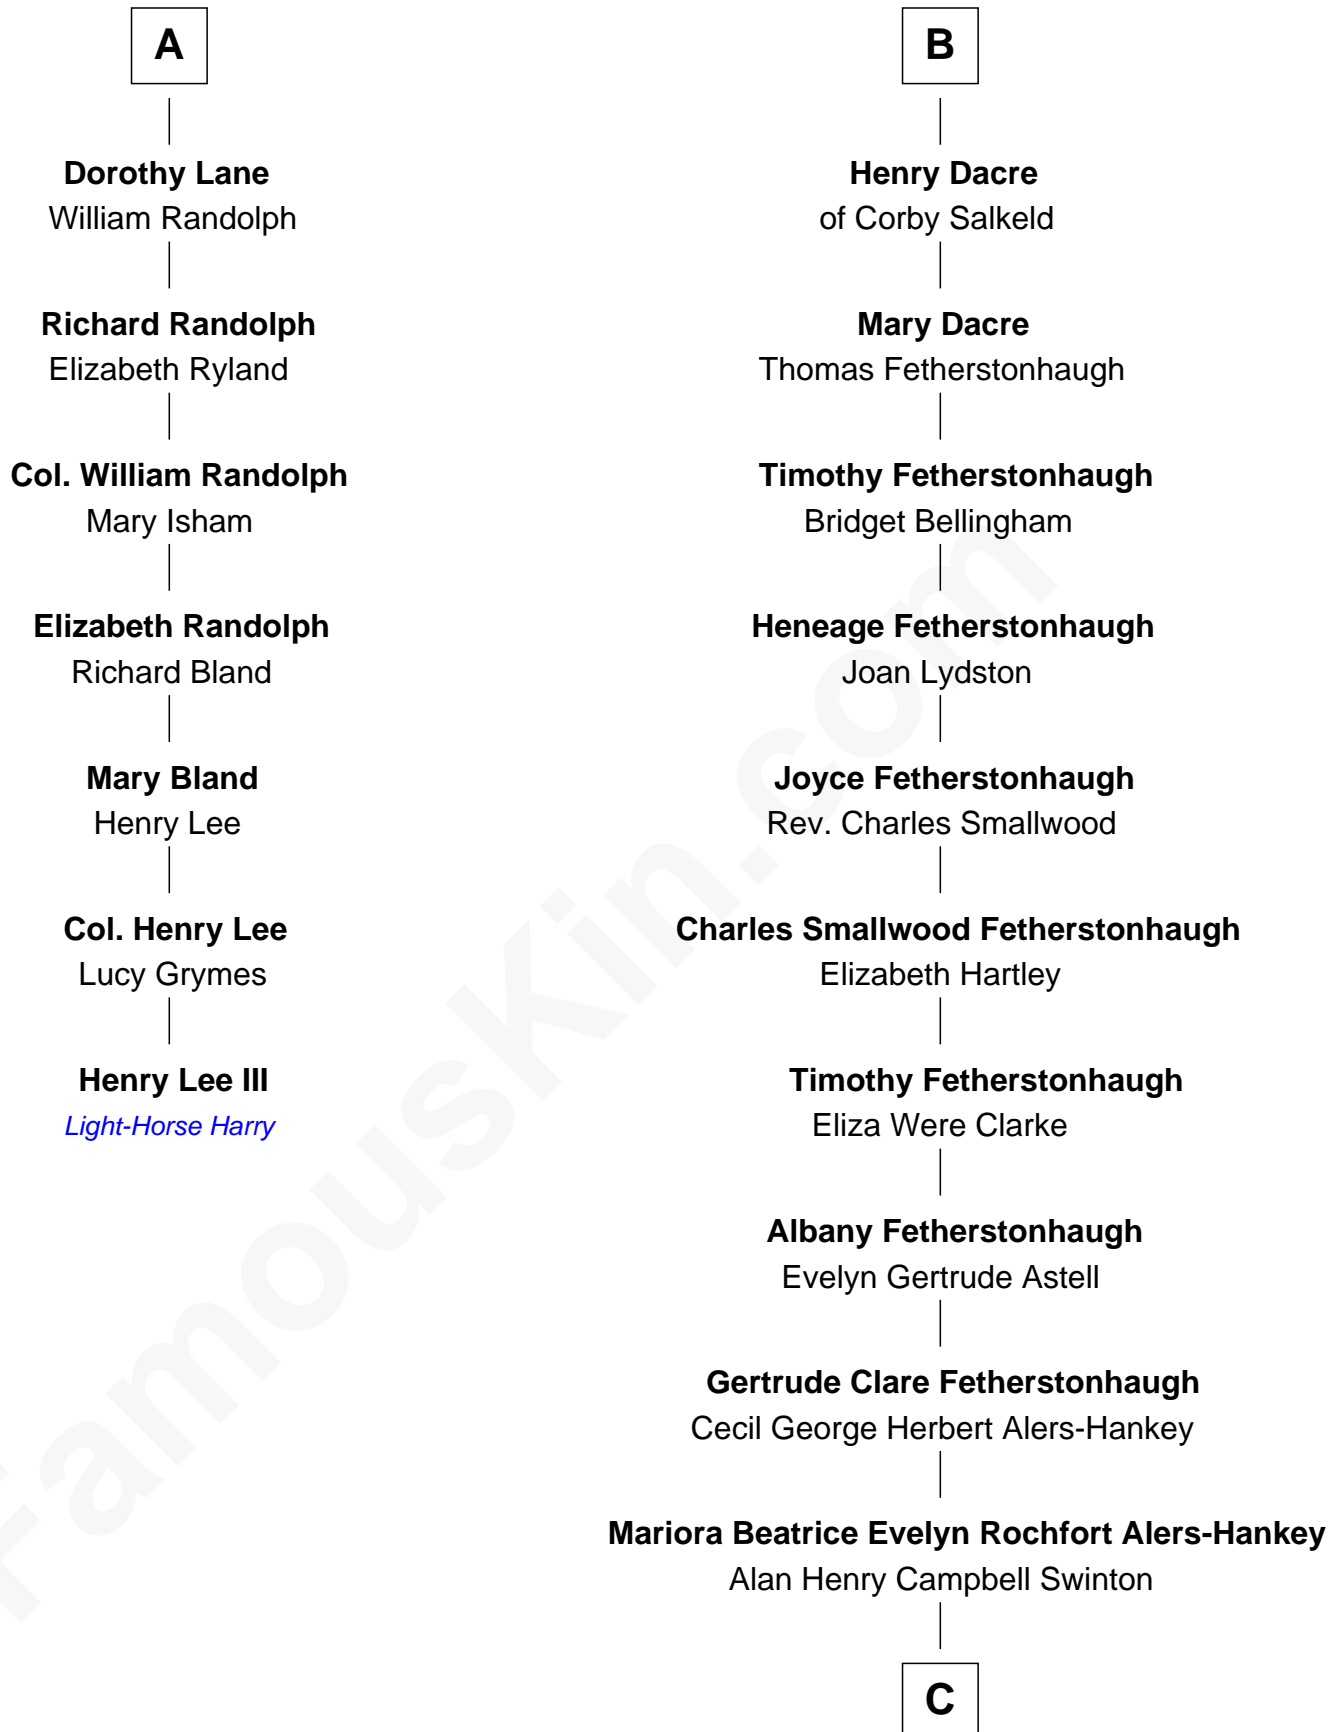 A
Dorothy Lane
William Randolph
Richard Randolph
Elizabeth Ryland
Col. William Randolph
Mary Isham
Elizabeth Randolph
Richard Bland
Mary Bland
Henry Lee
Col. Henry Lee
Lucy Grymes
Henry Lee III
Light-Horse Harry
B
Henry Dacre
of Corby Salkeld
Mary Dacre
Thomas Fetherstonhaugh
Timothy Fetherstonhaugh
Bridget Bellingham
Heneage Fetherstonhaugh
Joan Lydston
Joyce Fetherstonhaugh
Rev. Charles Smallwood
Charles Smallwood Fetherstonhaugh
Elizabeth Hartley
Timothy Fetherstonhaugh
Eliza Were Clarke
Albany Fetherstonhaugh
Evelyn Gertrude Astell
Gertrude Clare Fetherstonhaugh
Cecil George Herbert Alers-Hankey
Mariora Beatrice Evelyn Rochfort Alers-Hankey
Alan Henry Campbell Swinton
C
FamousKin.com